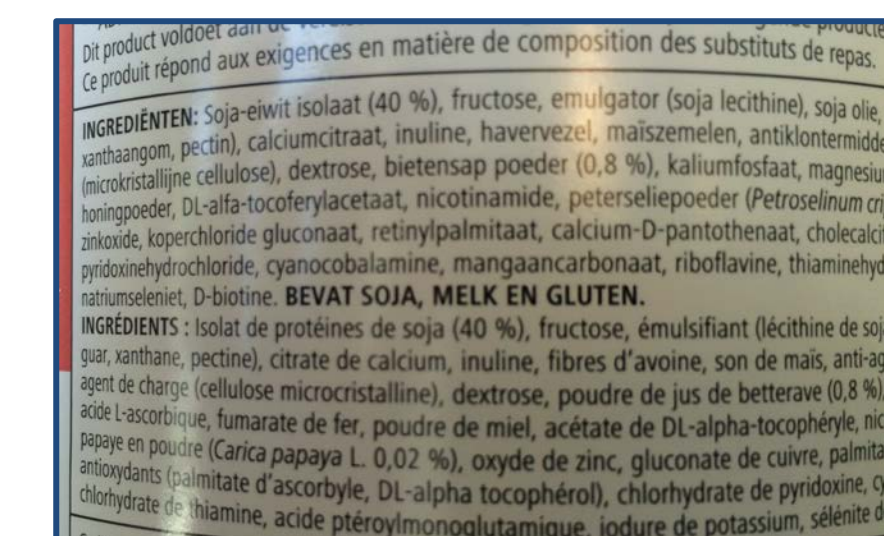 Dit product voldoet aan de
Ce produit répond aux exigences en matière de composition des substituts de repas.
INGREDIËNTEN: Soja-eiwit isolaat (40 %), fructose, emulgator (soja lecithine), soja olie,
xanthaangom, pectin), calciumcitraat, inuline, havervezel, maïszemelen, antiklontermidde
(microkristallijne cellulose), dextrose, bietensap poeder (0,8 %), kaliumfosfaat, magnesiu
honingpoeder, DL-alfa-tocoferylacetaat, nicotinamide, peterseliepoeder (Petroselinum cri
zinkoxide, koperchloride gluconaat, retinylpalmitaat, calcium-D-pantothenaat, cholecalci
pyridoxinehydrochloride, cyanocobalamine, mangaancarbonaat, riboflavine, thiaminehyd
natriumseleniet, D-biotine. BEVAT SOJA, MELK EN GLUTEN.
INGRÉDIENTS : Isolat de protéines de soja (40 %), fructose, émulsifiant (lécithine de soj
guar, xanthane, pectine), citrate de calcium, inuline, fibres d'avoine, son de maïs, anti-ag
agent de charge (cellulose microcristalline), dextrose, poudre de jus de betterave (0,8 %),
acide L-ascorbique, fumarate de fer, poudre de miel, acétate de DL-alpha-tocophéryle, nic
papaye en poudre (Carica papaya L. 0,02 %), oxyde de zinc, gluconate de cuivre, palmita
antioxydants (palmitate d'ascorbyle, DL-alpha tocophérol), chlorhydrate de pyridoxine, cy
chlorhydrate de thiamine, acide ptéroylmonoglutamique, iodure de potassium, sélénite d